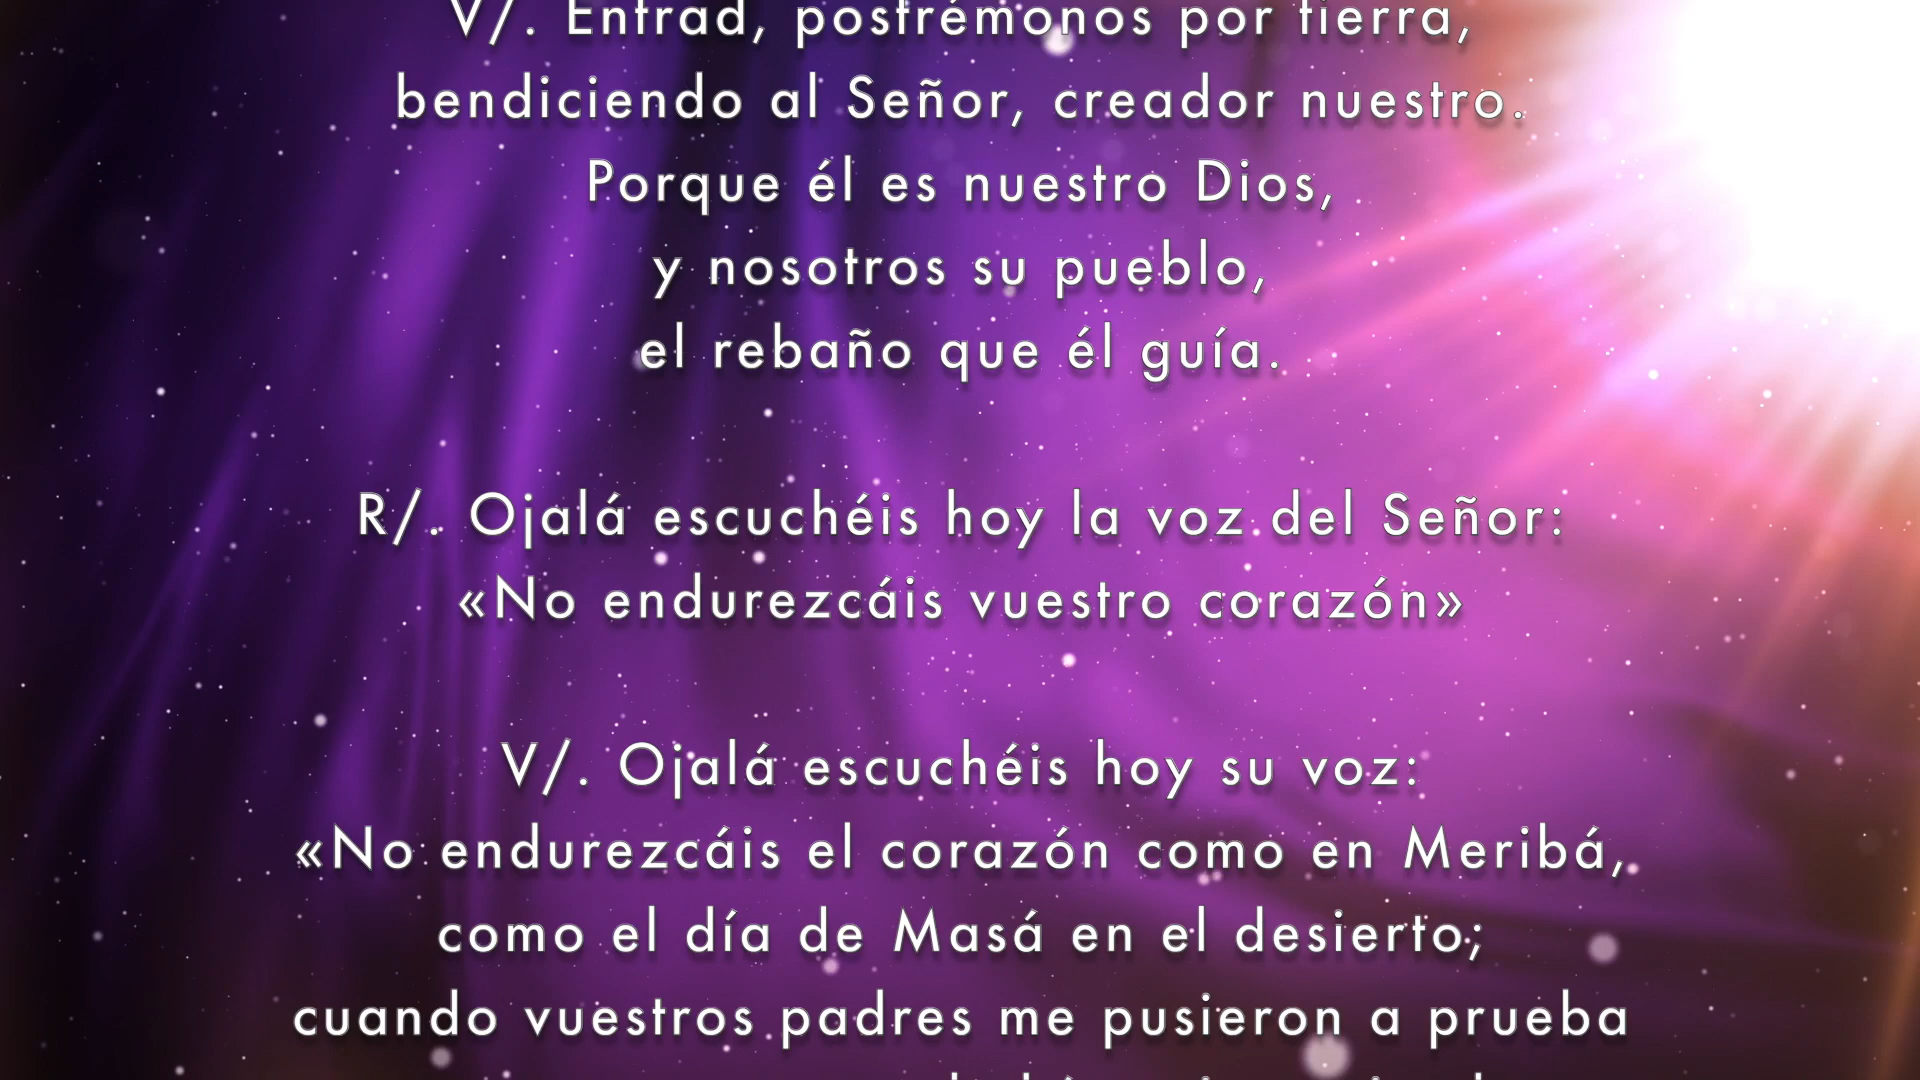 V/. Entrad, postrémonos por tierra,
bendiciendo al Señor, creador nuestro.
Porque él es nuestro Dios,
y nosotros su pueblo,
el rebaño que él guía.
R/. Ojalá escuchéis hoy la voz del Señor:
«No endurezcáis vuestro corazón»
V/. Ojalá escuchéis hoy su voz:
«No endurezcáis el corazón como en Meribá,
como el día de Masá en el desierto;
cuando vuestros padres me pusieron a prueba